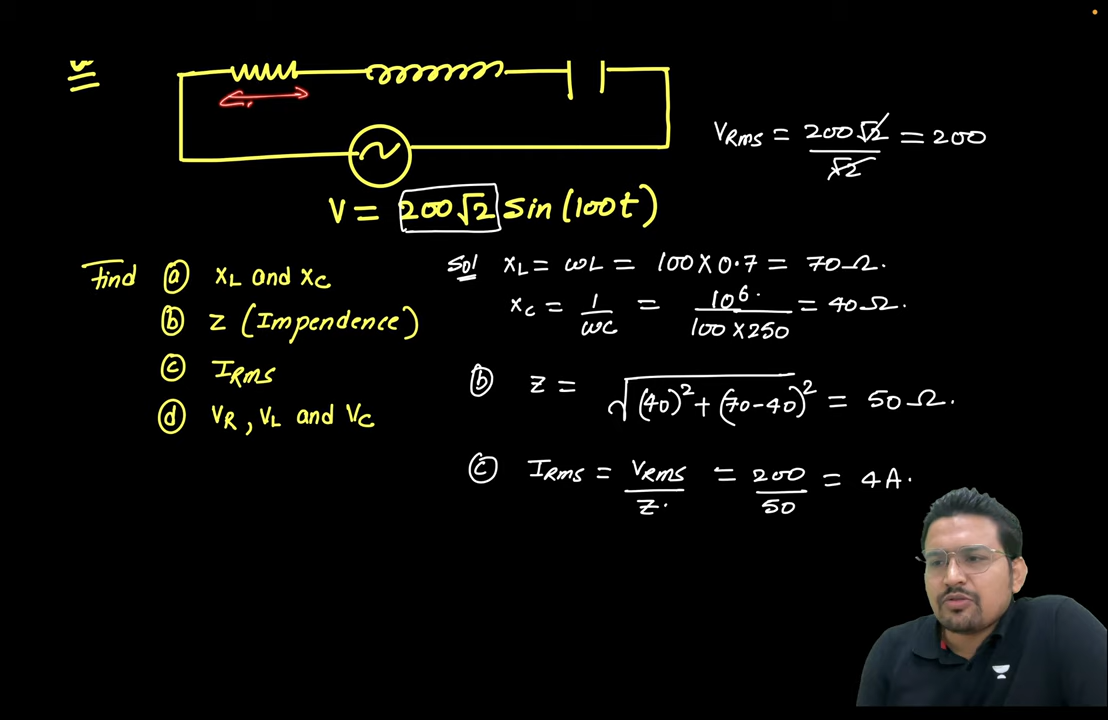 V = 200√2 sin(100t)
VRms = 200√2 / √2 = 200
Find (a) XL and XC
(b) Z (Impendence)
(c) IRms
(d) VR, VL and VC
Sol XL = ωL = 100 X 0.7 = 70Ω.
XC = 1/ωC = 10^6 / 100 X 250 = 40Ω.
(b) Z = √(40)² + (70-40)² = 50Ω.
(c) IRms = VRms / Z = 200 / 50 = 4A.